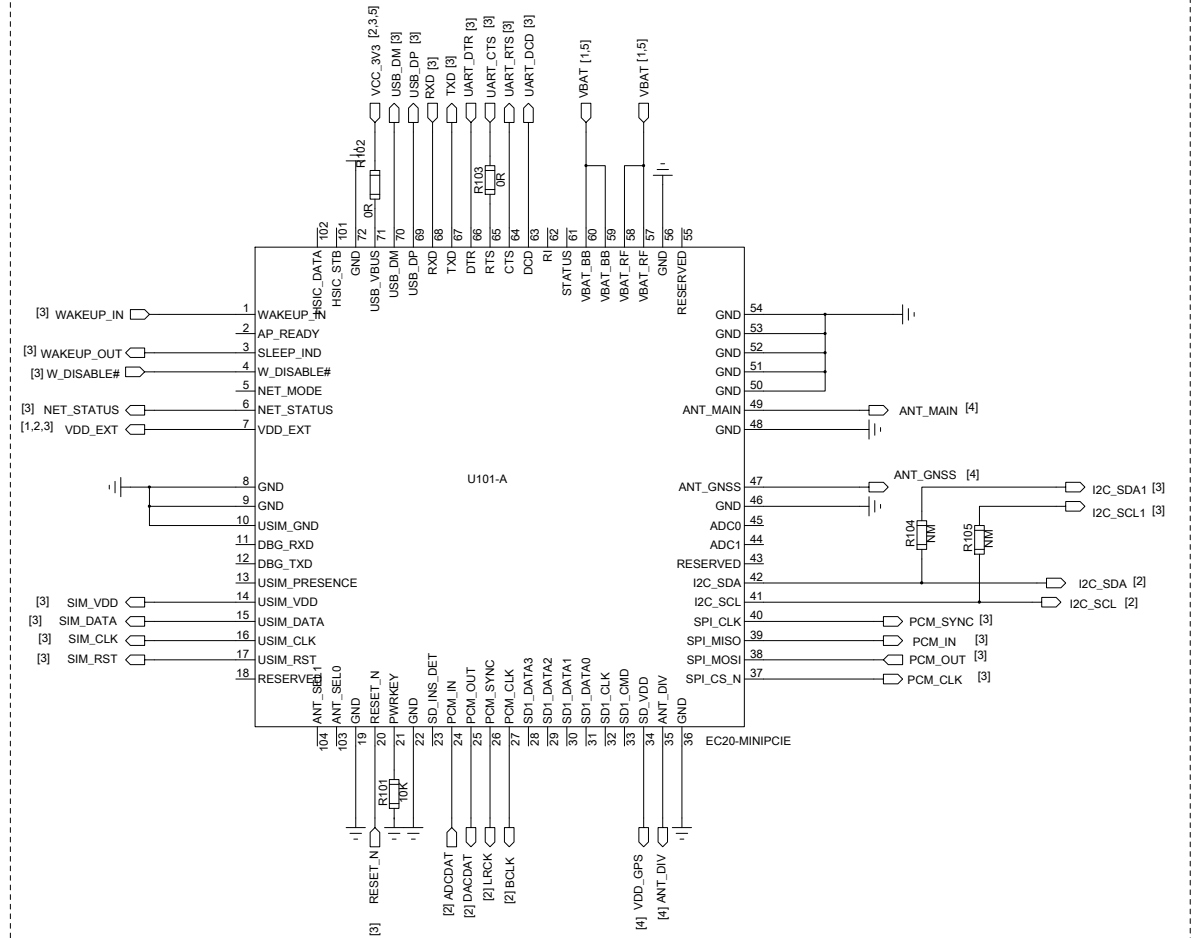 VCC_3V3 [2,3,5]
USB_DM [3]
USB_DP [3]
RXD [3]
TXD [3]
UART_DTR [3]
UART_CTS [3]
UART_RTS [3]
UART_DCD [3]
VBAT [1,5]
VBAT [1,5]
R102
0R
R103
0R
102
101
72
71
70
69
68
67
66
65
64
63
62
61
60
59
58
57
56
55
HSIC_DATA
HSIC_STB
GND
USB_VBUS
USB_DM
USB_DP
RXD
TXD
DTR
RTS
CTS
DCD
RI
STATUS
VBAT_BB
VBAT_BB
VBAT_RF
VBAT_RF
GND
RESERVED
[3] WAKEUP_IN 1 WAKEUP_IN
2 AP_READY
[3] WAKEUP_OUT 3 SLEEP_IND
[3] W_DISABLE# 4 W_DISABLE#
5 NET_MODE
[3] NET_STATUS 6 NET_STATUS
[1,2,3] VDD_EXT 7 VDD_EXT
8 GND
9 GND
10 USIM_GND
11 DBG_RXD
12 DBG_TXD
13 USIM_PRESENCE
[3] SIM_VDD 14 USIM_VDD
[3] SIM_DATA 15 USIM_DATA
[3] SIM_CLK 16 USIM_CLK
[3] SIM_RST 17 USIM_RST
18 RESERVED
U101-A
GND 54
GND 53
GND 52
GND 51
GND 50
ANT_MAIN 49 ANT_MAIN [4]
GND 48
ANT_GNSS 47 ANT_GNSS [4]
GND 46
ADC0 45
ADC1 44
RESERVED 43
I2C_SDA 42 I2C_SDA [2]
I2C_SCL 41 I2C_SCL [2]
SPI_CLK 40 PCM_SYNC [3]
SPI_MISO 39 PCM_IN [3]
SPI_MOSI 38 PCM_OUT [3]
SPI_CS_N 37 PCM_CLK [3]
I2C_SDA1 [3]
I2C_SCL1 [3]
R104
NM
R105
NM
ANT_SEL1
ANT_SEL0
GND
RESET_N
PWRKEY
GND
SD_INS_DET
PCM_IN
PCM_OUT
PCM_SYNC
PCM_CLK
SD1_DATA3
SD1_DATA2
SD1_DATA1
SD1_DATA0
SD1_CLK
SD1_CMD
SD_VDD
ANT_DIV
GND
104
103
19
20
21
22
23
24
25
26
27
28
29
30
31
32
33
34
35
36
EC20-MINIPCIE
R101
10K
[3] RESET_N
[2] ADCDAT
[2] DACDAT
[2] LRCK
[2] BCLK
[4] VDD_GPS
[4] ANT_DIV